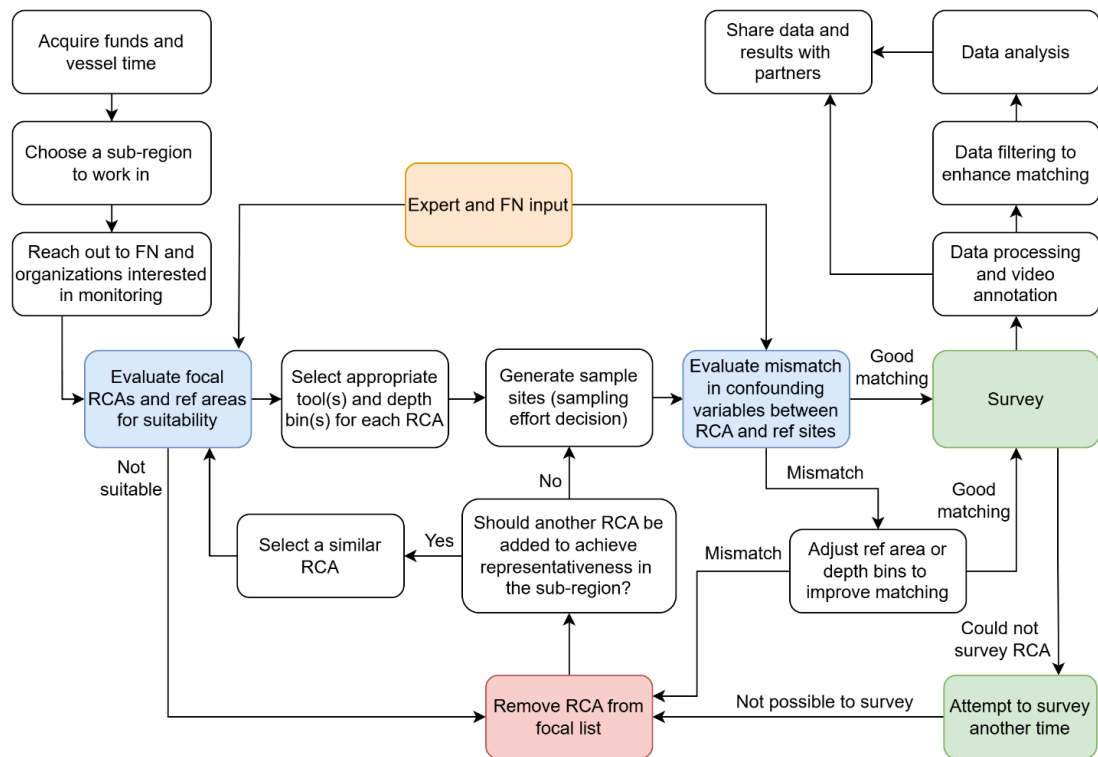 Acquire funds and
vessel time
Choose a sub-region
to work in
Reach out to FN and
organizations interested
in monitoring
Expert and FN input
Share data and
results with
partners
Data analysis
Data filtering to
enhance matching
Data processing
and video
annotation
Evaluate focal
RCAs and ref areas
for suitability
Select appropriate
tool(s) and depth
bin(s) for each RCA
Generate sample
sites (sampling
effort decision)
Evaluate mismatch
in confounding
variables between
RCA and ref sites
Good
matching
Survey
Not
suitable
No
Mismatch
Good
matching
Select a similar
RCA
Yes
Should another RCA be
added to achieve
representativeness in
the sub-region?
Mismatch
Adjust ref area or
depth bins to
improve matching
Could not
survey RCA
Remove RCA from
focal list
Not possible to survey
Attempt to survey
another time